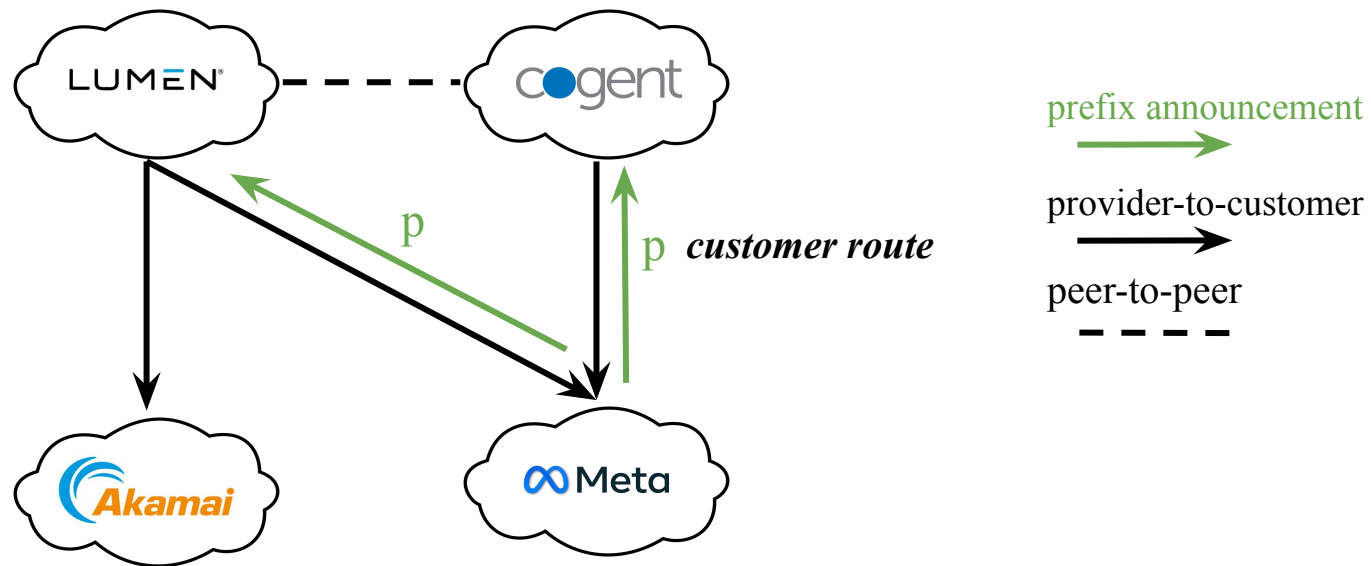 LUMEN®
cogent
prefix announcement
provider-to-customer
p
p customer route
peer-to-peer
Akamai
Meta